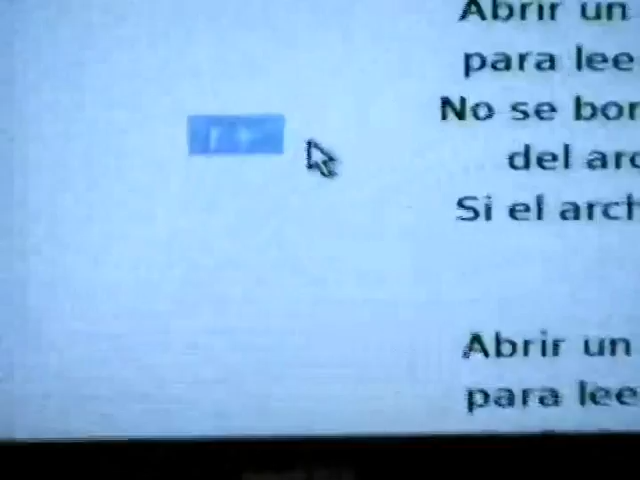 Abrir un
para lee
No se bor
del arc
Si el arch
Abrir un
para lee